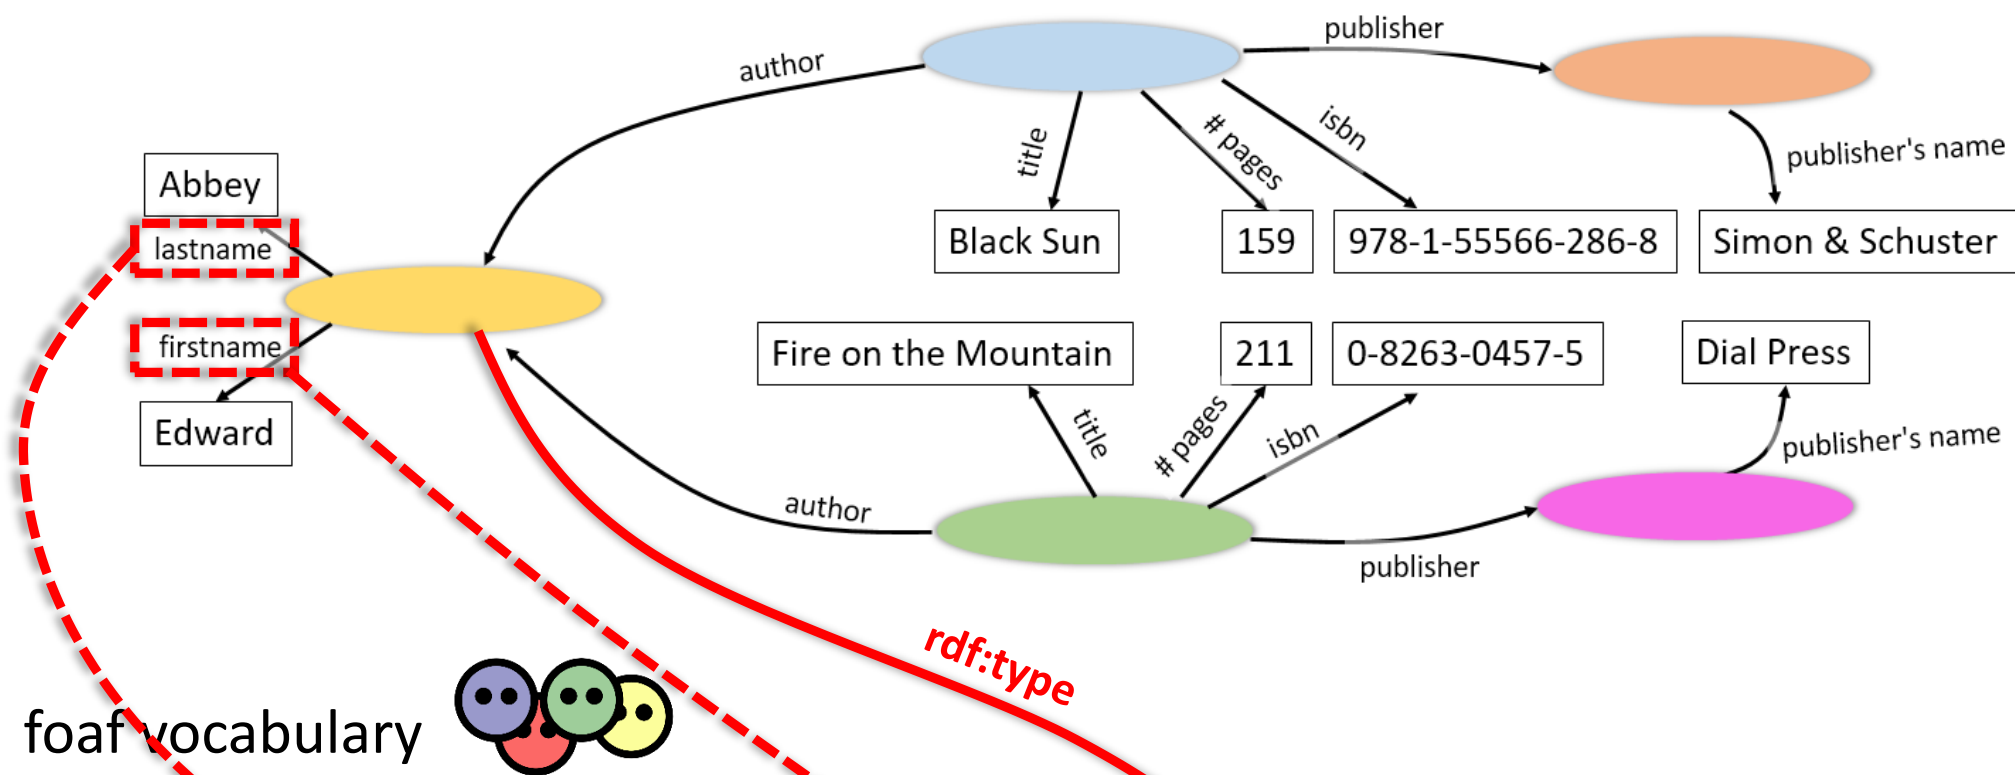 publisher
author
publisher's name
title
# pages
isbn
Abbey
lastname
Black Sun
159
978-1-55566-286-8
Simon & Schuster
firstname
Edward
Fire on the Mountain
211
0-8263-0457-5
Dial Press
title
# pages
isbn
publisher's name
author
publisher
rdf:type
foaf vocabulary